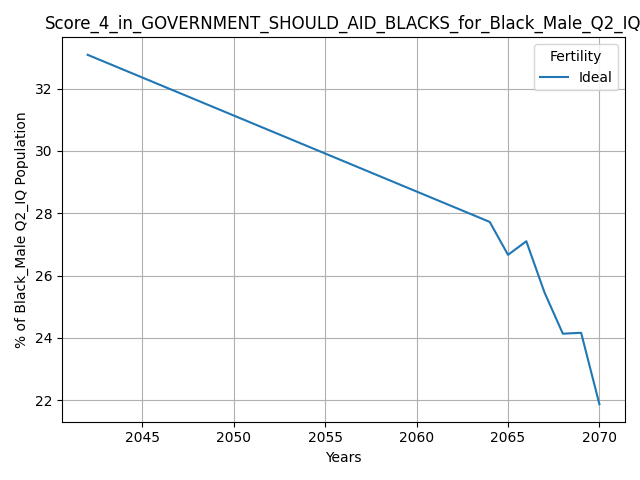 Score_4_in_GOVERNMENT_SHOULD_AID_BLACKS_for_Black_Male_Q2_IQ
Fertility
Ideal
% of Black_Male Q2_IQ Population
32
30
28
26
24
22
2045 2050 2055 2060 2065 2070
Years